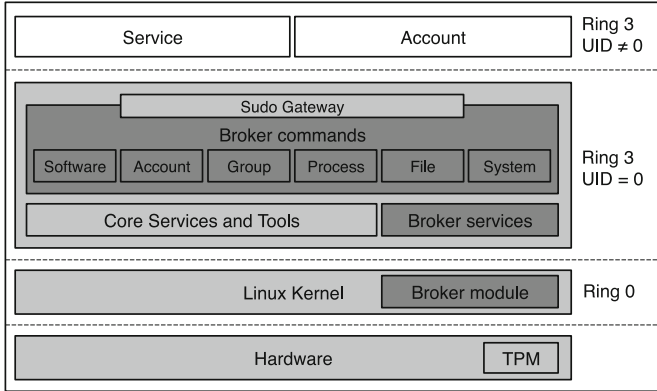 Service
Account
Ring 3
UID ≠ 0
Sudo Gateway
Broker commands
Software
Account
Group
Process
File
System
Ring 3
UID = 0
Core Services and Tools
Broker services
Linux Kernel
Broker module
Ring 0
Hardware
TPM